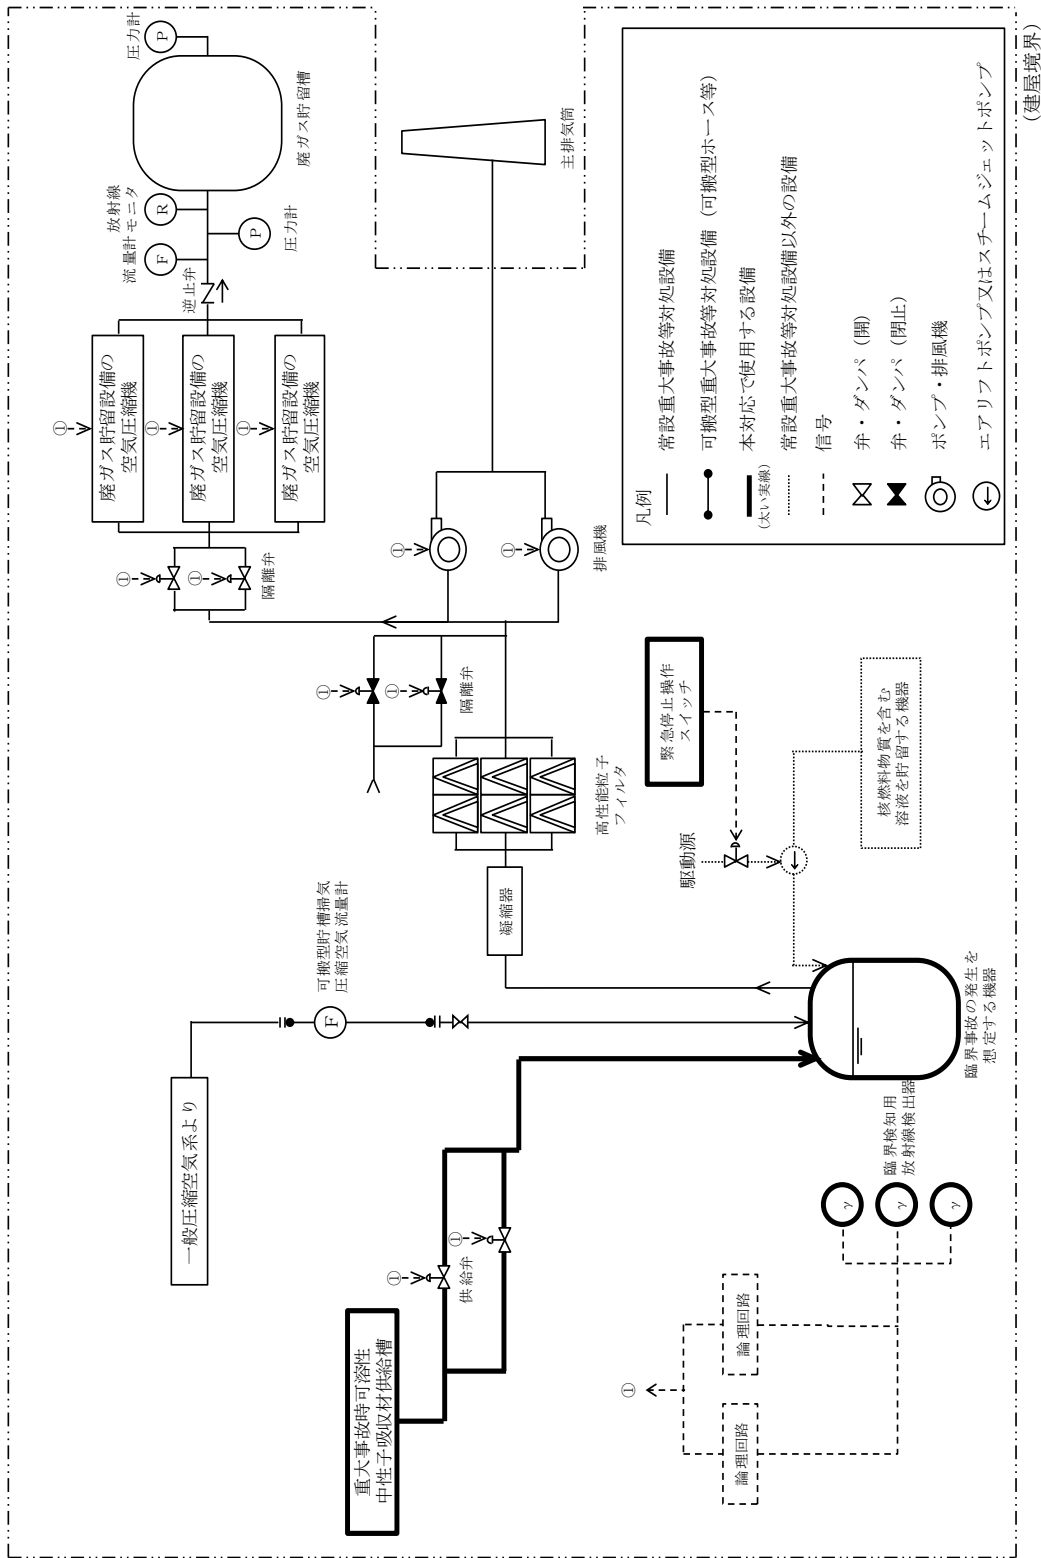 重大事故時可溶性
中性子吸収材供給槽
一般圧縮空気系より
①
①
供給弁
可搬型貯槽掃気
圧縮空気流量計
F
論理回路
論理回路
①
γ
γ
γ
臨界検知用
放射線検出器
臨界事故の発生を
想定する機器
凝縮器
高性能粒子
フィルタ
駆動源
緊急停止操作
スイッチ
核燃料物質を含む
溶液を貯留する機器
①
①
隔離弁
①
①
隔離弁
①
①
排風機
①
廃ガス貯留設備の
空気圧縮機
①
廃ガス貯留設備の
空気圧縮機
①
廃ガス貯留設備の
空気圧縮機
逆止弁
流量計
F
放射線
モニタ
R
P
圧力計
廃ガス貯留槽
P
圧力計
主排気筒
凡例
常設重大事故等対処設備
可搬型重大事故等対処設備（可搬型ホース等）
本対応で使用する設備
(太い実線)
常設重大事故等対処設備以外の設備
信号
弁・ダンパ（開）
弁・ダンパ（閉止）
ポンプ・排風機
エアリフトポンプ又はスチームジェットポンプ
（建屋境界）